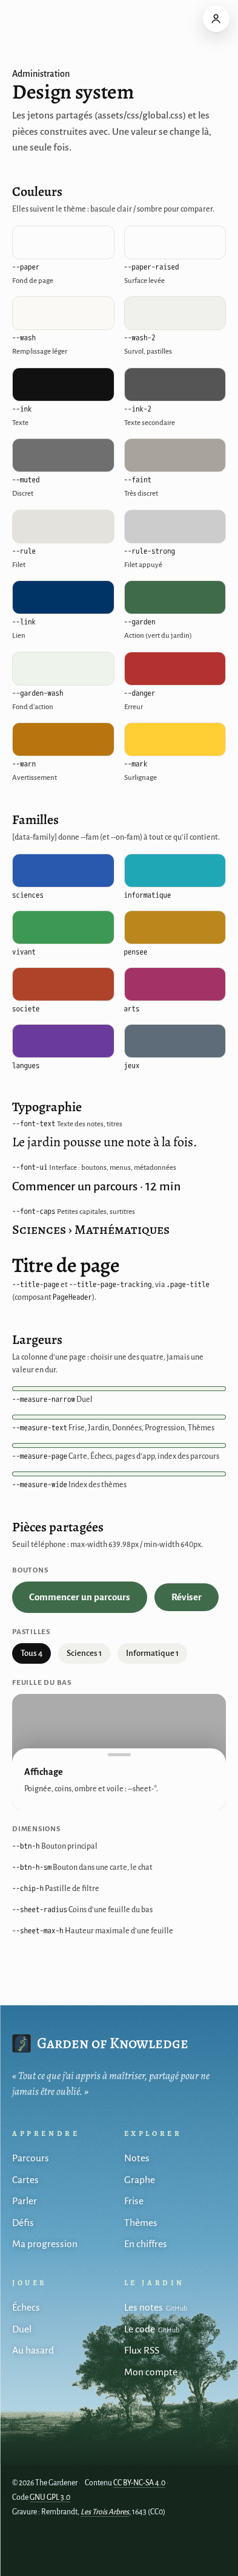 Administration
Design system
Les jetons partagés (assets/css/global.css) et les
pièces construites avec. Une valeur se change là,
une seule fois.
Couleurs
Elles suivent le thème : bascule clair / sombre pour comparer.
--paper
Fond de page
--paper-raised
Surface levée
--wash
Remplissage léger
--wash-2
Survol, pastilles
--ink
Texte
--ink-2
Texte secondaire
--muted
Discret
--faint
Très discret
--rule
Filet
--rule-strong
Filet appuyé
--link
Lien
--garden
Action (vert du jardin)
--garden-wash
Fond d'action
--danger
Erreur
--warn
Avertissement
--mark
Surlignage
Familles
[data-family] donne --fam (et --on-fam) à tout ce qu'il contient.
sciences
informatique
vivant
pensee
societe
arts
langues
jeux
Typographie
--font-text Texte des notes, titres
Le jardin pousse une note à la fois.
--font-ui Interface : boutons, menus, métadonnées
Commencer un parcours · 12 min
--font-caps Petites capitales, surtitres
Sciences › Mathématiques
Titre de page
--title-page et --title-page-tracking, via .page-title
(composant PageHeader).
Largeurs
La colonne d'une page : choisir une des quatre, jamais une
valeur en dur.
--measure-narrow Duel
--measure-text Frise, Jardin, Données, Progression, Thèmes
--measure-page Carte, Échecs, pages d'app, index des parcours
--measure-wide Index des thèmes
Pièces partagées
Seuil téléphone : max-width 639.98px / min-width 640px.
BOUTONS
Commencer un parcours
Réviser
PASTILLES
Tous 4
Sciences 1
Informatique 1
FEUILLE DU BAS
Affichage
Poignée, coins, ombre et voile : --sheet-*.
DIMENSIONS
--btn-h Bouton principal
--btn-h-sm Bouton dans une carte, le chat
--chip-h Pastille de filtre
--sheet-radius Coins d'une feuille du bas
--sheet-max-h Hauteur maximale d'une feuille
Garden of Knowledge
« Tout ce que j'ai appris à maîtriser, partagé pour ne
jamais être oublié. »
APPRENDRE
Parcours
Cartes
Parler
Défis
Ma progression
EXPLORER
Notes
Graphe
Frise
Thèmes
En chiffres
JOUER
Échecs
Duel
Au hasard
LE JARDIN
Les notes GitHub
Le code GitHub
Flux RSS
Mon compte
© 2026 The Gardener Contenu CC BY-NC-SA 4.0
Code GNU GPL 3.0
Gravure : Rembrandt, Les Trois Arbres, 1643 (CC0)